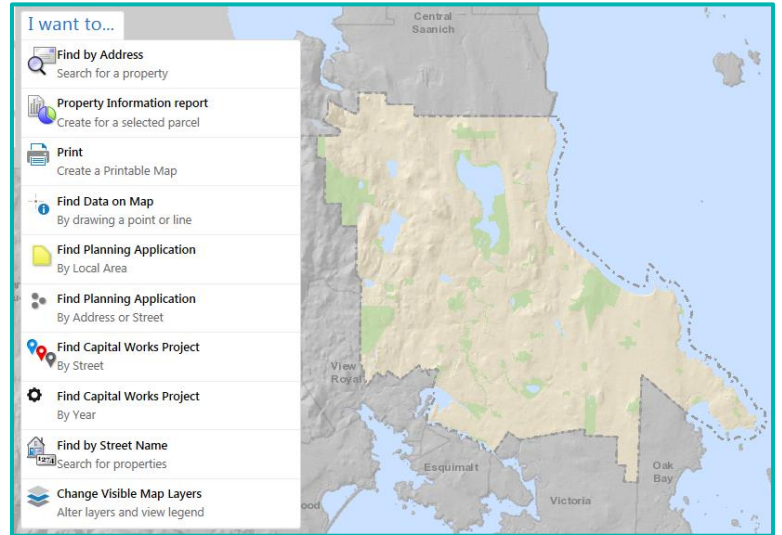 I want to...
Find by Address
Search for a property
Property Information report
Create for a selected parcel
Print
Create a Printable Map
Find Data on Map
By drawing a point or line
Find Planning Application
By Local Area
Find Planning Application
By Address or Street
Find Capital Works Project
By Street
Find Capital Works Project
By Year
Find by Street Name
Search for properties
Change Visible Map Layers
Alter layers and view legend
Central
Saanich
View
Royal
Esquimalt
Oak
Bay
Victoria